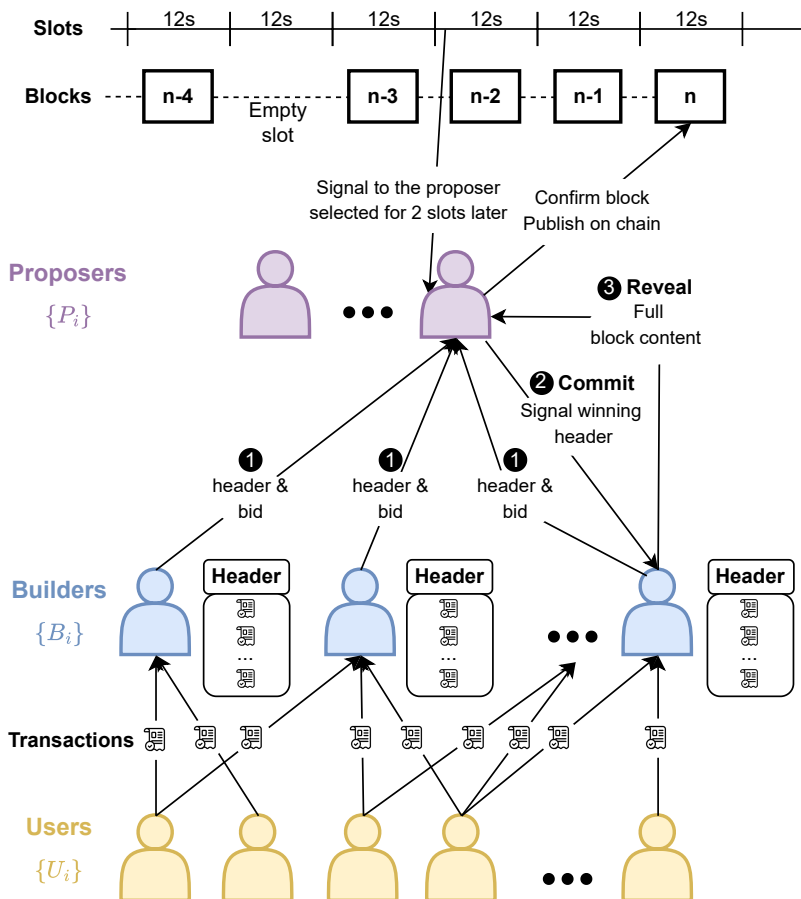 Slots
12s 12s 12s 12s 12s 12s
Blocks
n-4 n-3 n-2 n-1 n
Empty
slot
Signal to the proposer
selected for 2 slots later
Confirm block
Publish on chain
Proposers
{P_i}
3 Reveal
Full
block content
2 Commit
Signal winning
header
1
header &
bid
1
header &
bid
1
header &
bid
Builders
{B_i}
Header
...
Header
...
Header
...
Transactions
Users
{U_i}